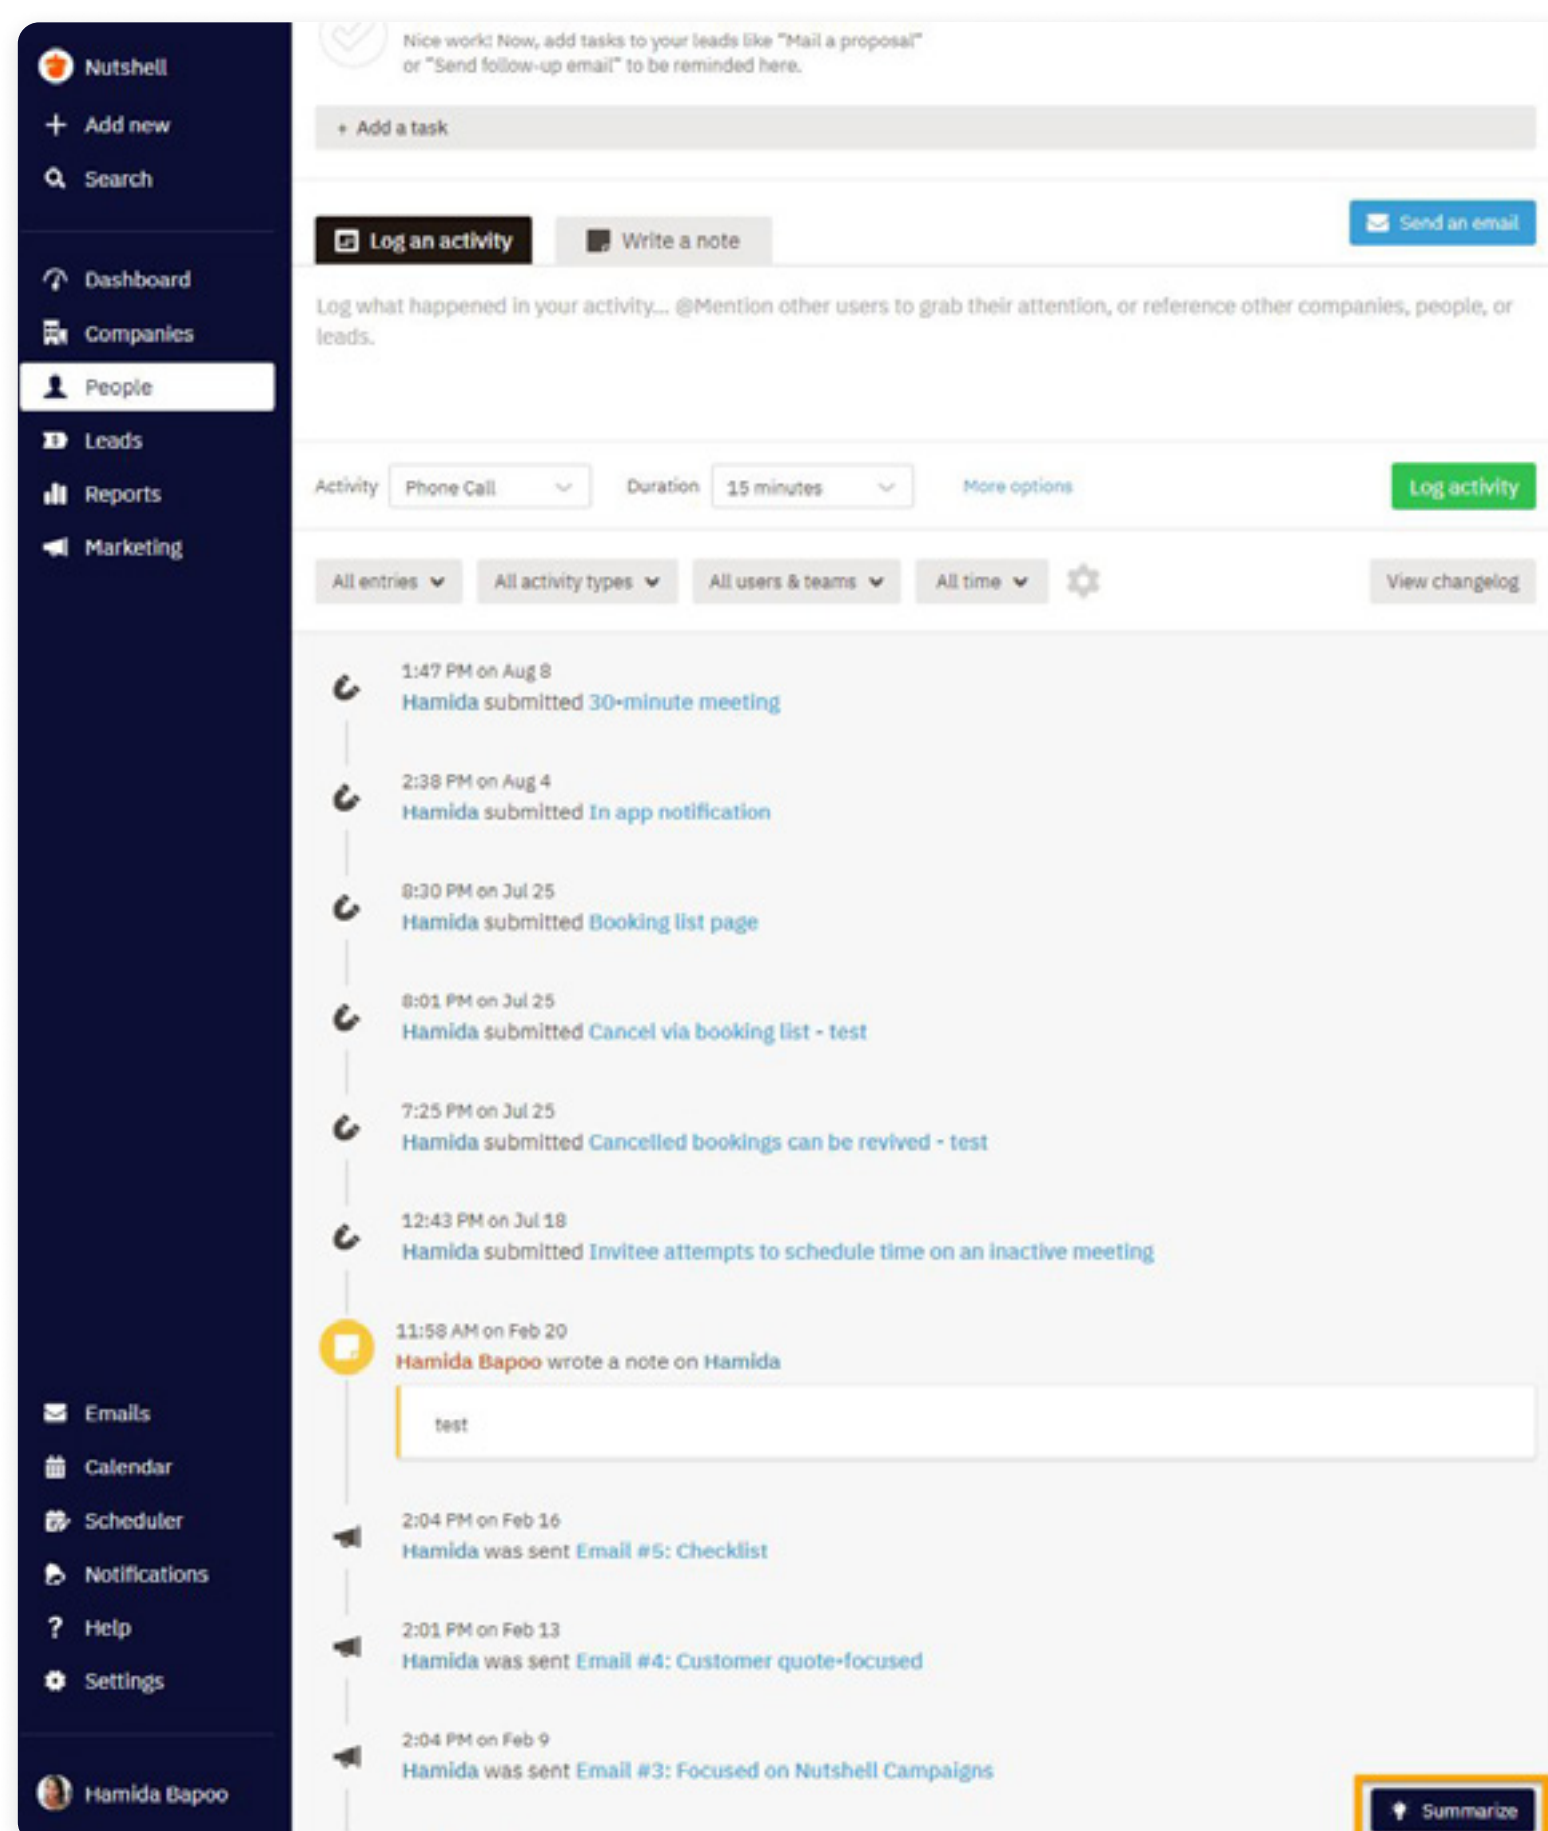 Nutshell
Add new
Search
Dashboard
Companies
People
Leads
Reports
Marketing
Emails
Calendar
Scheduler
Notifications
? Help
Settings
Hamida Bapoo
Nice work! Now, add tasks to your leads like "Mail a proposal"
or "Send follow-up email" to be reminded here.
+ Add a task
Log an activity
Write a note
Send an email
Log what happened in your activity... @Mention other users to grab their attention, or reference other companies, people, or
leads.
Activity Phone Call Duration 15 minutes More options Log activity
All entries All activity types All users & teams All time View changelog
1:47 PM on Aug 8
Hamida submitted 30-minute meeting
2:38 PM on Aug 4
Hamida submitted In app notification
8:30 PM on Jul 25
Hamida submitted Booking list page
8:01 PM on Jul 25
Hamida submitted Cancel via booking list - test
7:25 PM on Jul 25
Hamida submitted Cancelled bookings can be revived - test
12:43 PM on Jul 18
Hamida submitted Invitee attempts to schedule time on an inactive meeting
11:58 AM on Feb 20
Hamida Bapoo wrote a note on Hamida
test
2:04 PM on Feb 16
Hamida was sent Email #5: Checklist
2:01 PM on Feb 13
Hamida was sent Email #4: Customer quote-focused
2:04 PM on Feb 9
Hamida was sent Email #3: Focused on Nutshell Campaigns
Summarize